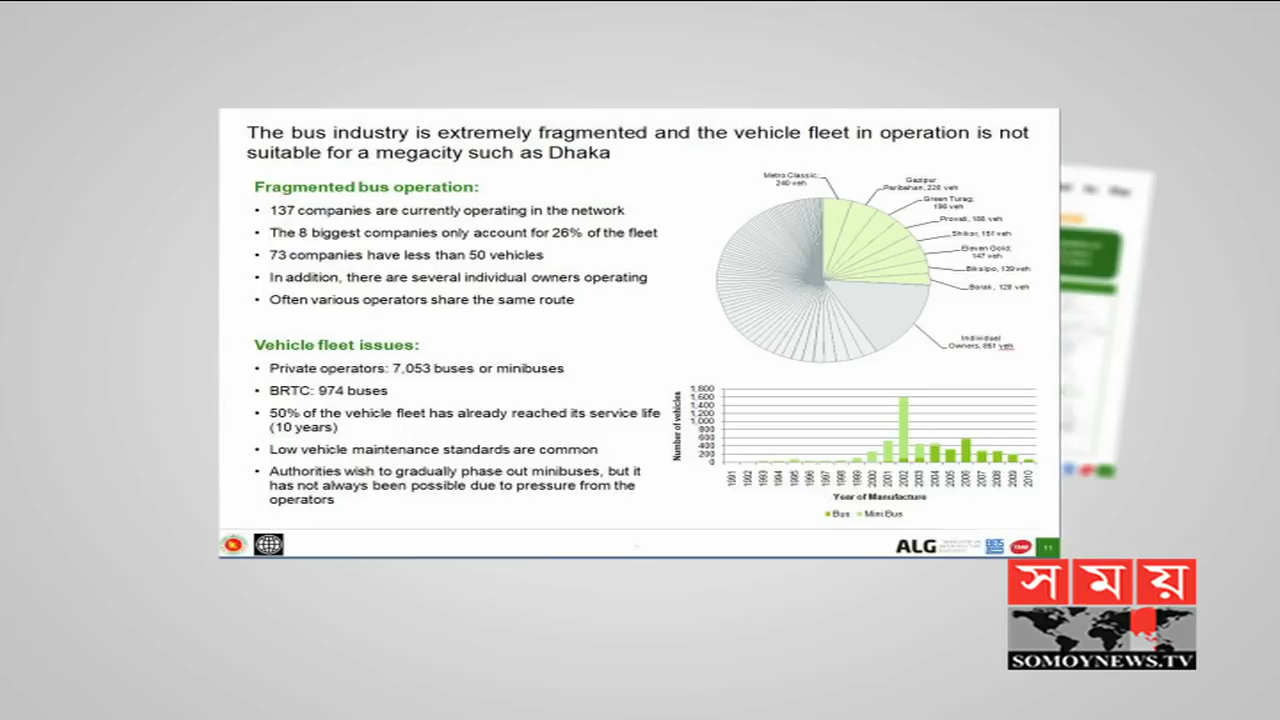 The bus industry is extremely fragmented and the vehicle fleet in operation is not
suitable for a megacity such as Dhaka
Fragmented bus operation:
• 137 companies are currently operating in the network
• The 8 biggest companies only account for 26% of the fleet
• 73 companies have less than 50 vehicles
• In addition, there are several individual owners operating
• Often various operators share the same route
Vehicle fleet issues:
• Private operators: 7,053 buses or minibuses
• BRTC: 974 buses
• 50% of the vehicle fleet has already reached its service life
(10 years)
• Low vehicle maintenance standards are common
• Authorities wish to gradually phase out minibuses, but it
has not always been possible due to pressure from the
operators
Metro Classic;
240 veh
Gazipur
Paribahan, 228 veh
Green Turag;
196 veh
Provati, 186 veh
Shikor, 151 veh
Eleven Gold;
147 veh
Bikalpo, 139 veh
Borak, 128 veh
Individual
Owners, 851 veh
Number of vehicles
1,800
1,600
1,400
1,200
1,000
800
600
400
200
0
1991 1992 1993 1994 1995 1996 1997 1998 1999 2000 2001 2002 2003 2004 2005 2006 2007 2008 2009 2010
Year of Manufacture
Bus Mini Bus
ALG
11
সময়
SOMOYNEWS.TV